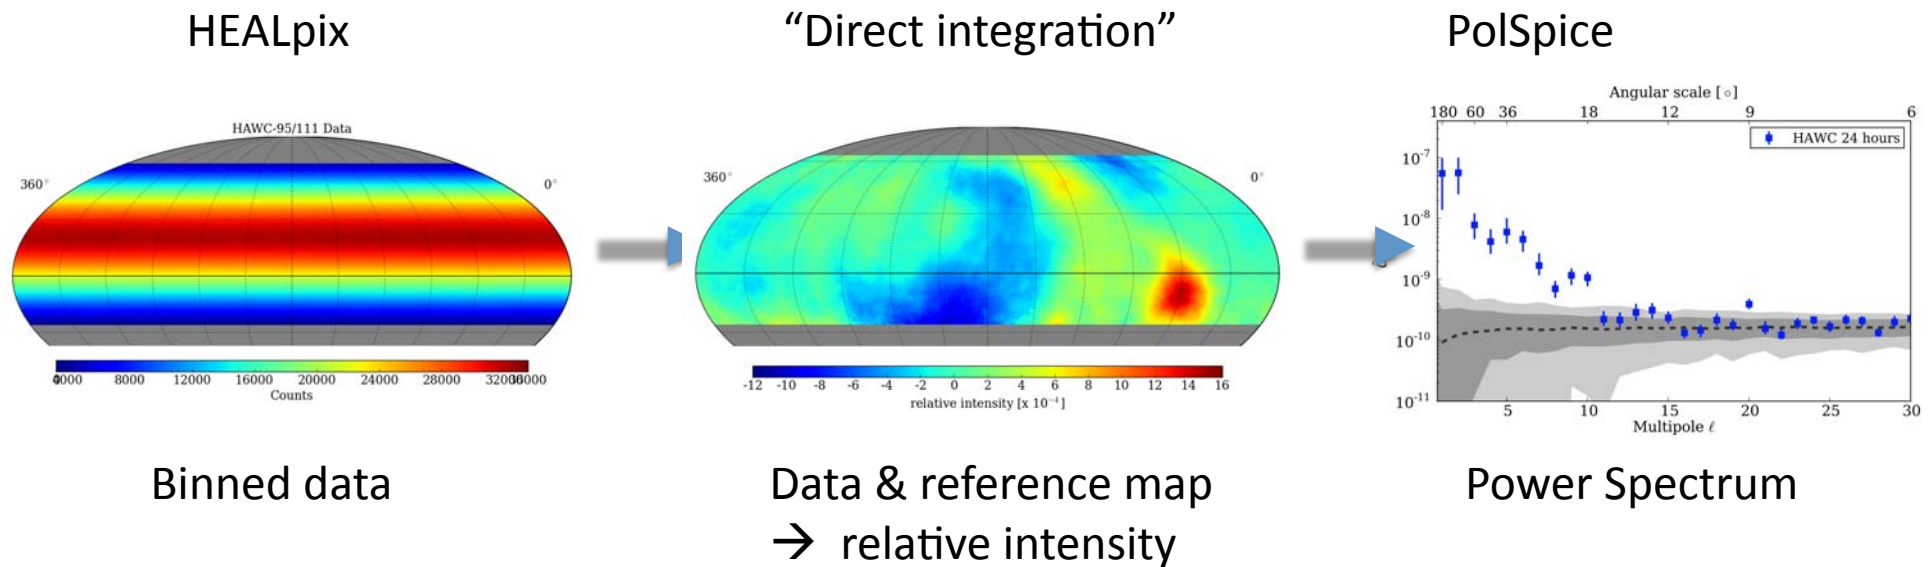 HEALpix
“Direct integration”
PolSpice
HAWC-95/111 Data
360°
0°
8000 12000 16000 20000 24000 28000
Counts
360°
0°
-12 -10 -8 -6 -4 -2 0 2 4 6 8 10 12 14 16
relative intensity [x 10⁻⁴]
Angular scale [°]
180 60 36 18 12 9 6
HAWC 24 hours
10⁻⁷
10⁻⁸
10⁻⁹
10⁻¹⁰
10⁻¹¹
5 10 15 20 25 30
Multipole ℓ
Binned data
Data & reference map
→ relative intensity
Power Spectrum